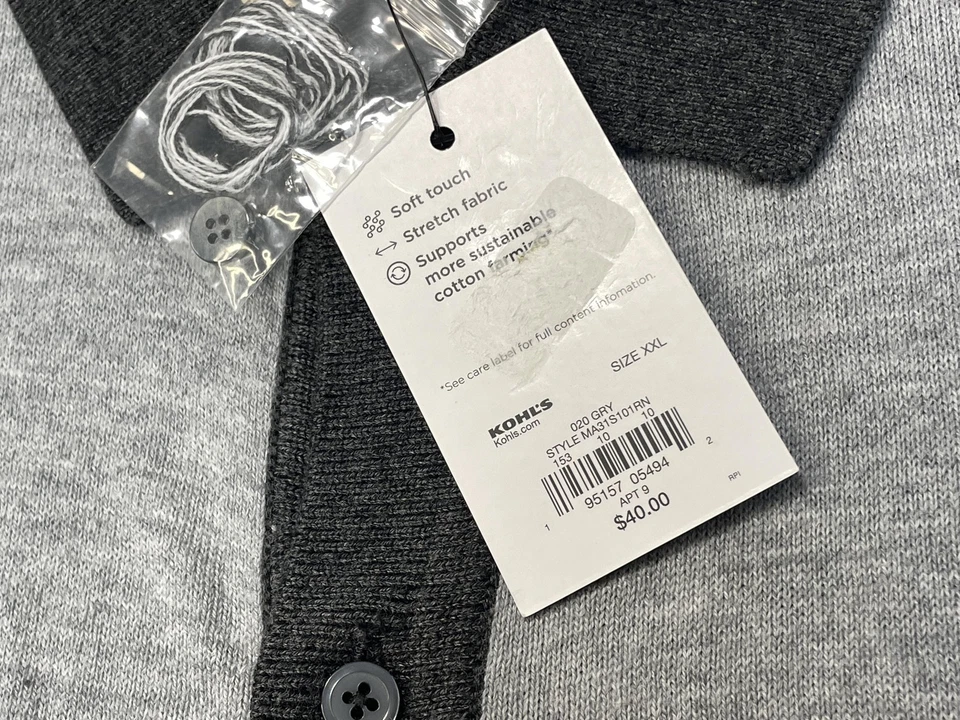 Soft touch
Stretch fabric
Supports
more sustainable
cotton farming*
*See care label for full content infomation.
SIZE XXL
KOHL'S
Kohls.com
020 GRY
STYLE MA31S101RN
153 10 10
1 95157 05494 2
APT 9
RPI
$40.00